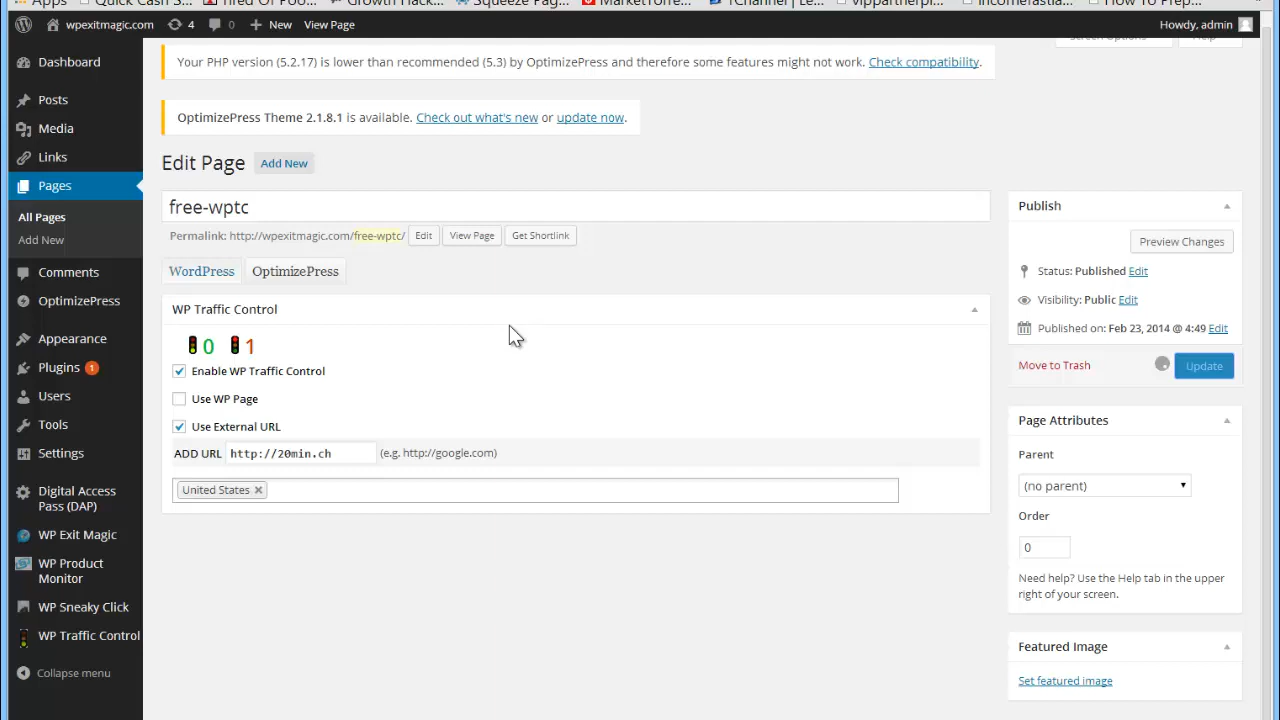 Apps Quick Cash S... Tired Of Poo... Growth Hack... Squeeze Pag... MarketTorre... TChannel | Le... vippartnerpl... incomefastla... How To Prep...
wpexitmagic.com 4 0 New View Page Howdy, admin
Screen Options Help
Dashboard
Posts
Media
Links
Pages
All Pages
Add New
Comments
OptimizePress
Appearance
Plugins 1
Users
Tools
Settings
Digital Access
Pass (DAP)
WP Exit Magic
WP Product
Monitor
WP Sneaky Click
WP Traffic Control
Collapse menu
Your PHP version (5.2.17) is lower than recommended (5.3) by OptimizePress and therefore some features might not work. Check compatibility.
OptimizePress Theme 2.1.8.1 is available. Check out what's new or update now.
Edit Page Add New
free-wptc
Permalink: http://wpexitmagic.com/free-wptc/ Edit View Page Get Shortlink
WordPress OptimizePress
WP Traffic Control
0 1
Enable WP Traffic Control
Use WP Page
Use External URL
ADD URL http://20min.ch (e.g. http://google.com)
United States
Publish
Preview Changes
Status: Published Edit
Visibility: Public Edit
Published on: Feb 23, 2014 @ 4:49 Edit
Move to Trash Update
Page Attributes
Parent
(no parent)
Order
0
Need help? Use the Help tab in the upper
right of your screen.
Featured Image
Set featured image